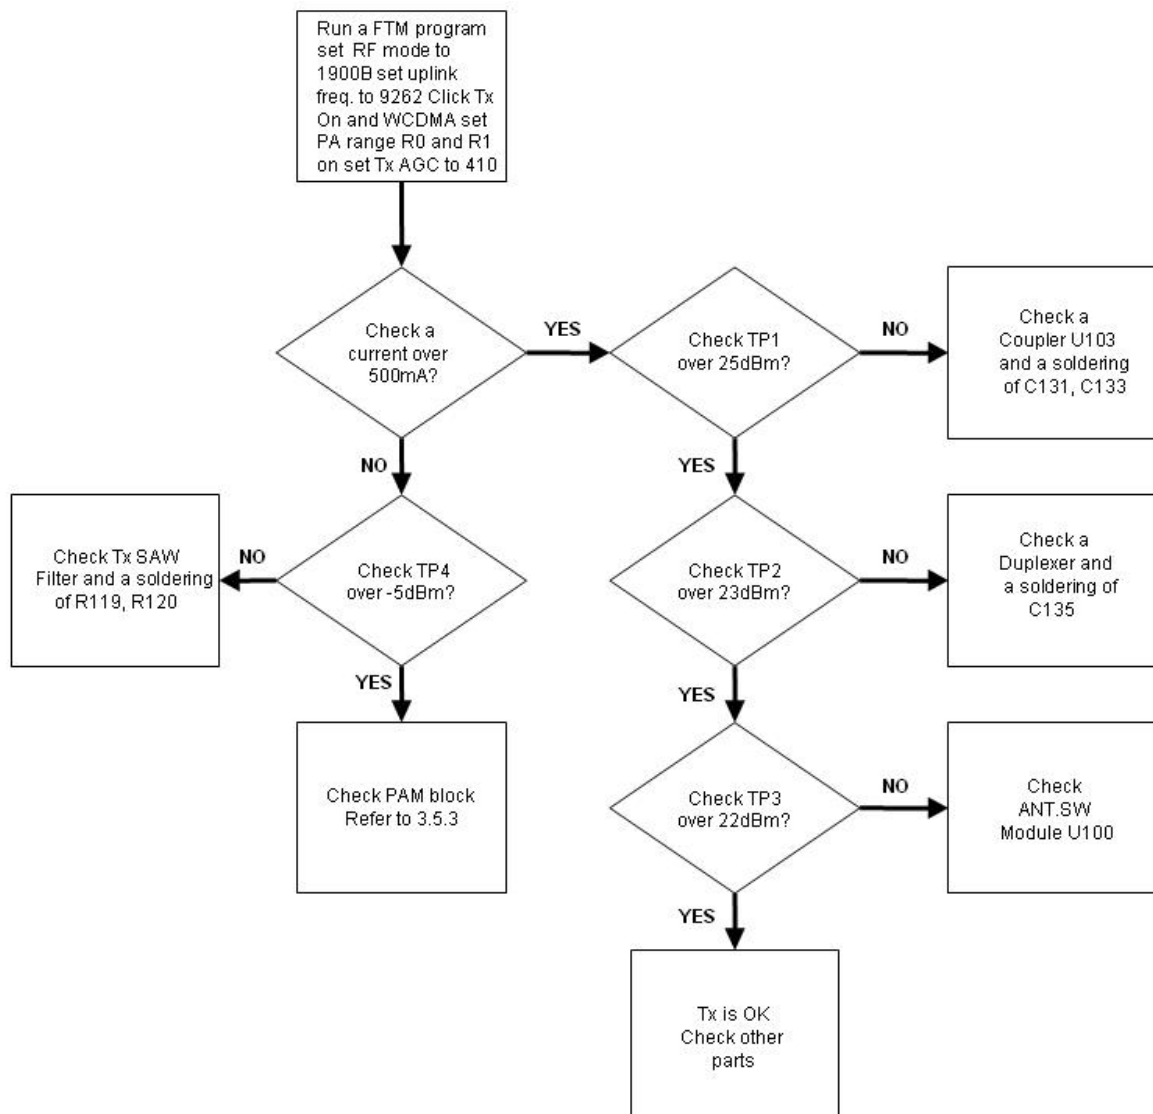 Run a FTM program
set RF mode to
1900B set uplink
freq. to 9262 Click Tx
On and WCDMA set
PA range R0 and R1
on set Tx AGC to 410
Check a
current over
500mA?
YES
Check TP1
over 25dBm?
NO
Check a
Coupler U103
and a soldering
of C131, C133
NO
YES
Check Tx SAW
Filter and a soldering
of R119, R120
NO
Check TP4
over -5dBm?
Check TP2
over 23dBm?
NO
Check a
Duplexer and
a soldering of
C135
YES
YES
Check PAM block
Refer to 3.5.3
Check TP3
over 22dBm?
NO
Check
ANT.SW
Module U100
YES
Tx is OK
Check other
parts